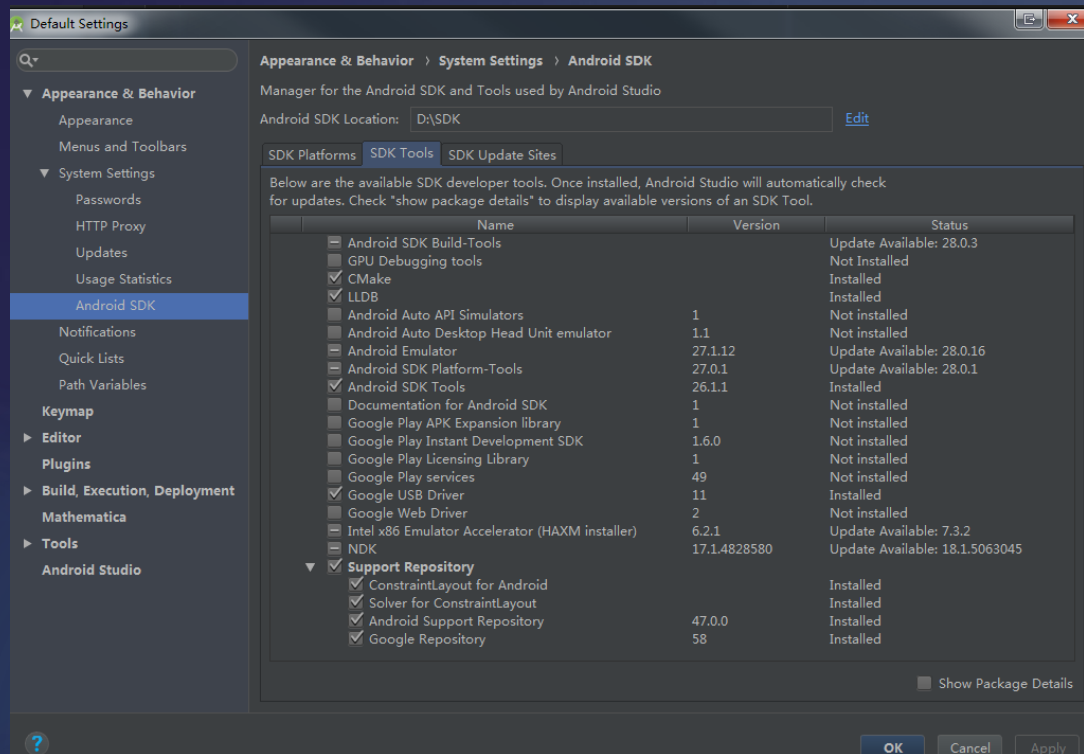 Default Settings
Appearance & Behavior
Appearance
Menus and Toolbars
System Settings
Passwords
HTTP Proxy
Updates
Usage Statistics
Android SDK
Notifications
Quick Lists
Path Variables
Keymap
Editor
Plugins
Build, Execution, Deployment
Mathematica
Tools
Android Studio
Appearance & Behavior › System Settings › Android SDK
Manager for the Android SDK and Tools used by Android Studio
Android SDK Location: D:\SDK Edit
SDK Platforms SDK Tools SDK Update Sites
Below are the available SDK developer tools. Once installed, Android Studio will automatically check
for updates. Check "show package details" to display available versions of an SDK Tool.
Name Version Status
Android SDK Build-Tools Update Available: 28.0.3
GPU Debugging tools Not Installed
CMake Installed
LLDB Installed
Android Auto API Simulators 1 Not installed
Android Auto Desktop Head Unit emulator 1.1 Not installed
Android Emulator 27.1.12 Update Available: 28.0.16
Android SDK Platform-Tools 27.0.1 Update Available: 28.0.1
Android SDK Tools 26.1.1 Installed
Documentation for Android SDK 1 Not installed
Google Play APK Expansion library 1 Not installed
Google Play Instant Development SDK 1.6.0 Not installed
Google Play Licensing Library 1 Not installed
Google Play services 49 Not installed
Google USB Driver 11 Installed
Google Web Driver 2 Not installed
Intel x86 Emulator Accelerator (HAXM installer) 6.2.1 Update Available: 7.3.2
NDK 17.1.4828580 Update Available: 18.1.5063045
Support Repository
ConstraintLayout for Android Installed
Solver for ConstraintLayout Installed
Android Support Repository 47.0.0 Installed
Google Repository 58 Installed
Show Package Details
? OK Cancel Apply